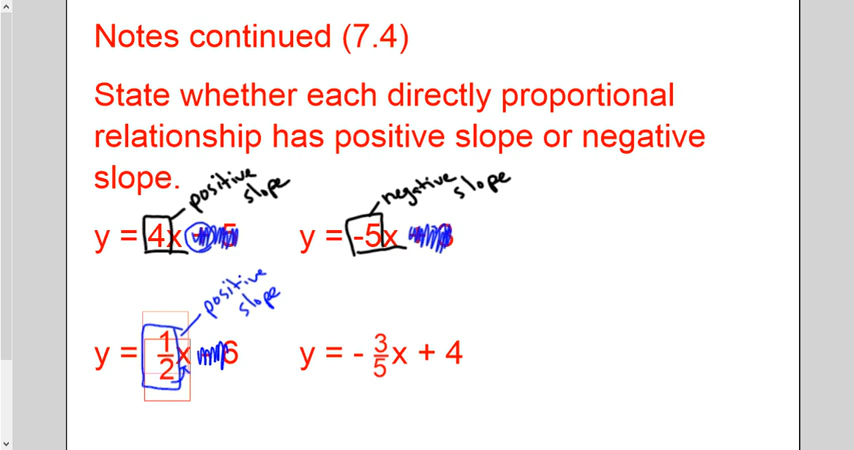 Notes continued (7.4)
State whether each directly proportional
relationship has positive slope or negative
slope.
positive slope
negative slope
y = 4x
y = -5x
positive slope
y = 1/2 x 6
y = - 3/5 x + 4